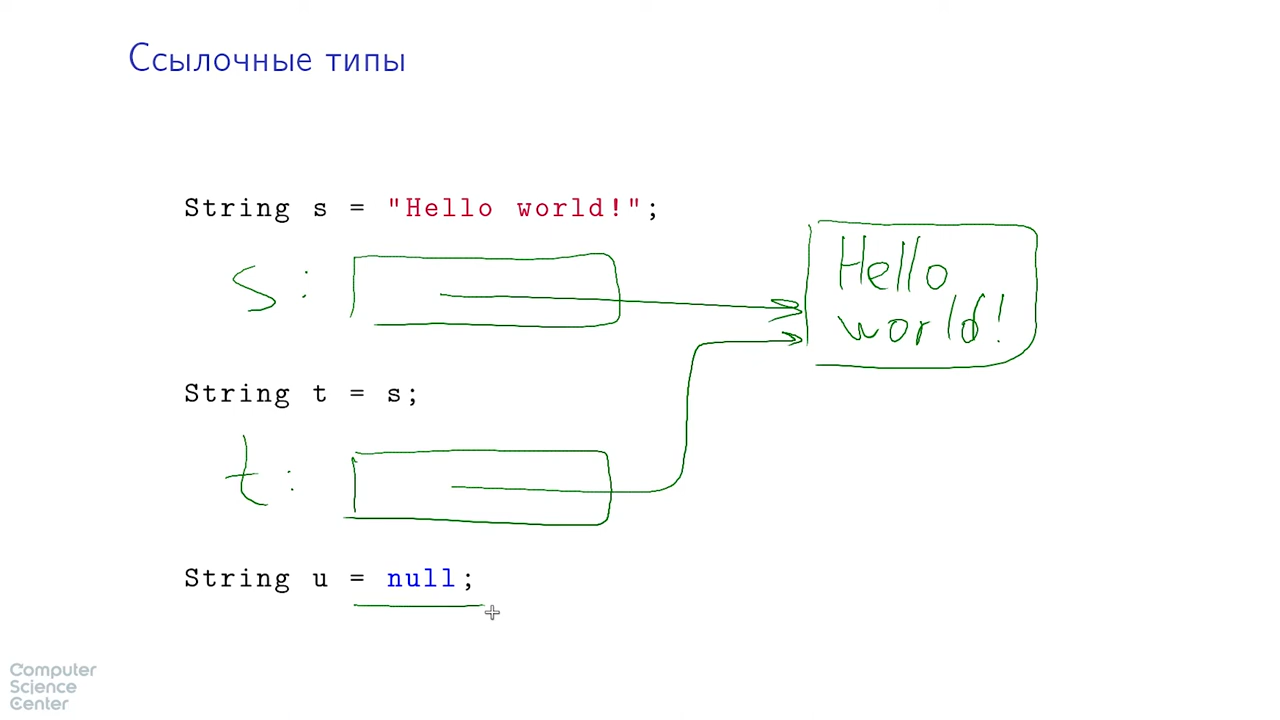 Ссылочные типы
String s = "Hello world!";
s:
Hello
world!
String t = s;
t:
String u = null;
Computer
Science
Center